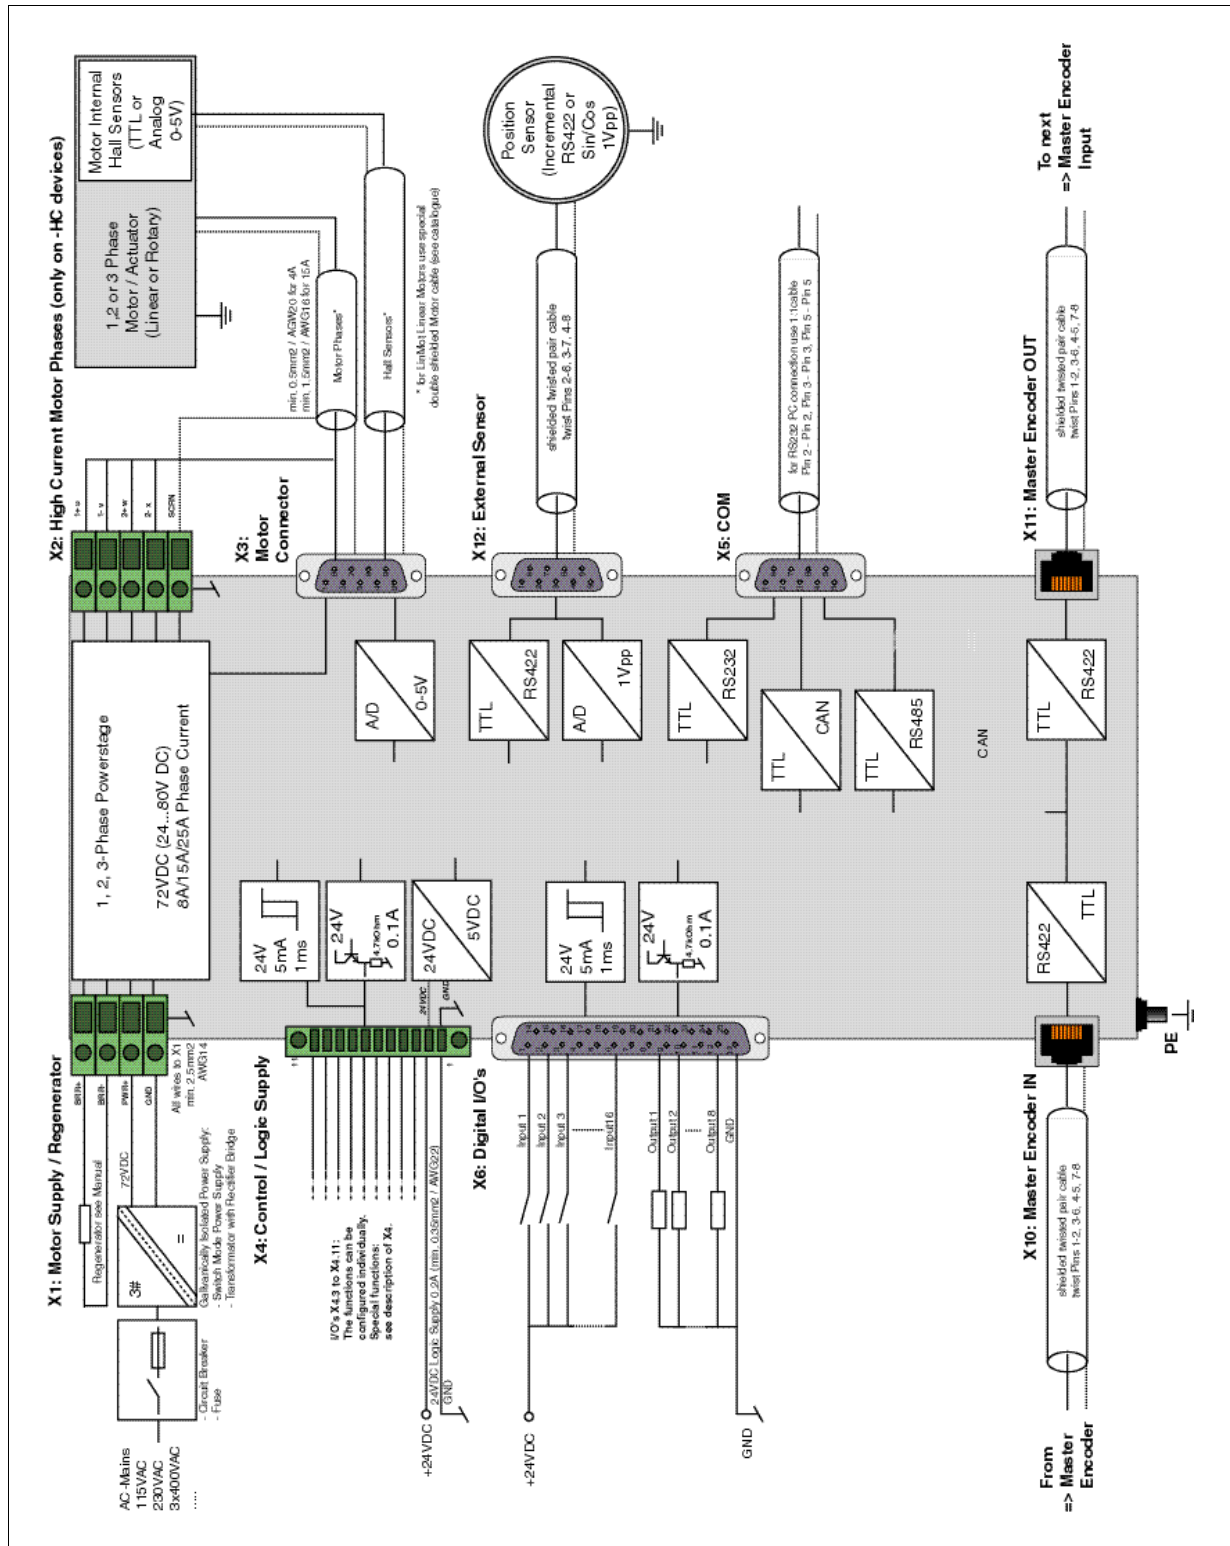 X1: Motor Supply / Regenerator
AC-Mains
115VAC
230VAC
3x400VAC
.....
- Circuit Breaker
- Fuse
3#
=
Regenerator see Manual
72VDC
Galvanically Isolated Power Supply:
- Switch Mode Power Supply
- Transformator with Rectifier Bridge
BRR+
BRR-
PWR+
GND
All wires to X1
min. 2.5mm2
AWG14
1, 2, 3-Phase Powerstage
72VDC (24...80V DC)
8A/15A/25A Phase Current
X2: High Current Motor Phases (only on -HC devices)
1+ u
1- v
2+ w
2- x
SCRN
1,2 or 3 Phase
Motor / Actuator
(Linear or Rotary)
Motor Internal
Hall Sensors
(TTL or
Analog
0-5V)
min. 0.5mm2 / AGW20 for 4A
min. 1.5mm2 / AWG16 for 15A
Motor Phases*
Hall Sensors*
* for LinMot Linear Motors use special
double shielded Motor cable (see catalogue)
X3:
Motor
Connector
A/D
0-5V
X4: Control / Logic Supply
11
1
I/O's X4.3 to X4.11:
The functions can be
configured individually.
Special functions:
see description of X4.
24VDC Logic Supply 0.2A (min. 0.35mm2 / AWG22)
GND
+24VDC
24VDC
GND
24V
5mA
1ms
24V
4.7kOhm
0.1A
24VDC
5VDC
X12: External Sensor
TTL
RS422
A/D
1Vpp
shielded twisted pair cable
twist Pins 2-6, 3-7, 4-8
Position
Sensor
(Incremental
RS422 or
Sin/Cos
1Vpp)
X6: Digital I/O's
Input 1
Input 2
Input 3
Input16
Output 1
Output 2
Output 8
GND
+24VDC
GND
24V
5mA
1ms
24V
4.7kOhm
0.1A
X5: COM
TTL
RS232
TTL
CAN
TTL
RS485
CAN
for RS232 PC connection use 1:1cable
Pin 2 - Pin 2, Pin 3 - Pin 3, Pin 5 - Pin 5
X10: Master Encoder IN
From
=> Master
Encoder
shielded twisted pair cable
twist Pins 1-2, 3-6, 4-5, 7-8
PE
RS422
TTL
TTL
RS422
X11: Master Encoder OUT
shielded twisted pair cable
twist Pins 1-2, 3-6, 4-5, 7-8
To next
=> Master Encoder
Input